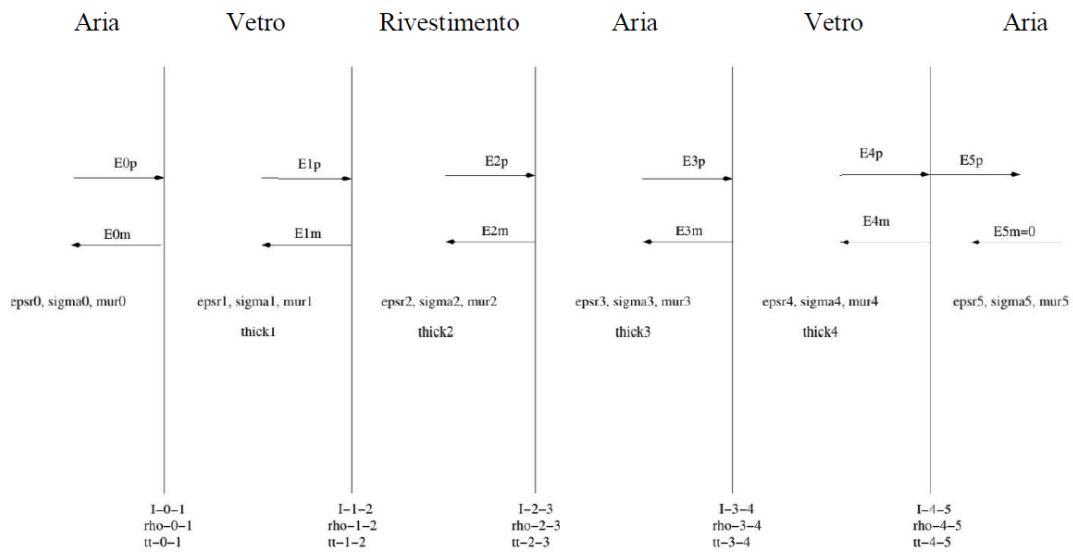 Aria Vetro Rivestimento Aria Vetro Aria
E0p E1p E2p E3p E4p E5p
E0m E1m E2m E3m E4m E5m=0
epsr0, sigma0, mur0 epsr1, sigma1, mur1 epsr2, sigma2, mur2 epsr3, sigma3, mur3 epsr4, sigma4, mur4 epsr5, sigma5, mur5
thick1 thick2 thick3 thick4
I-0-1 I-1-2 I-2-3 I-3-4 I-4-5
rho-0-1 rho-1-2 rho-2-3 rho-3-4 rho-4-5
tt-0-1 tt-1-2 tt-2-3 tt-3-4 tt-4-5